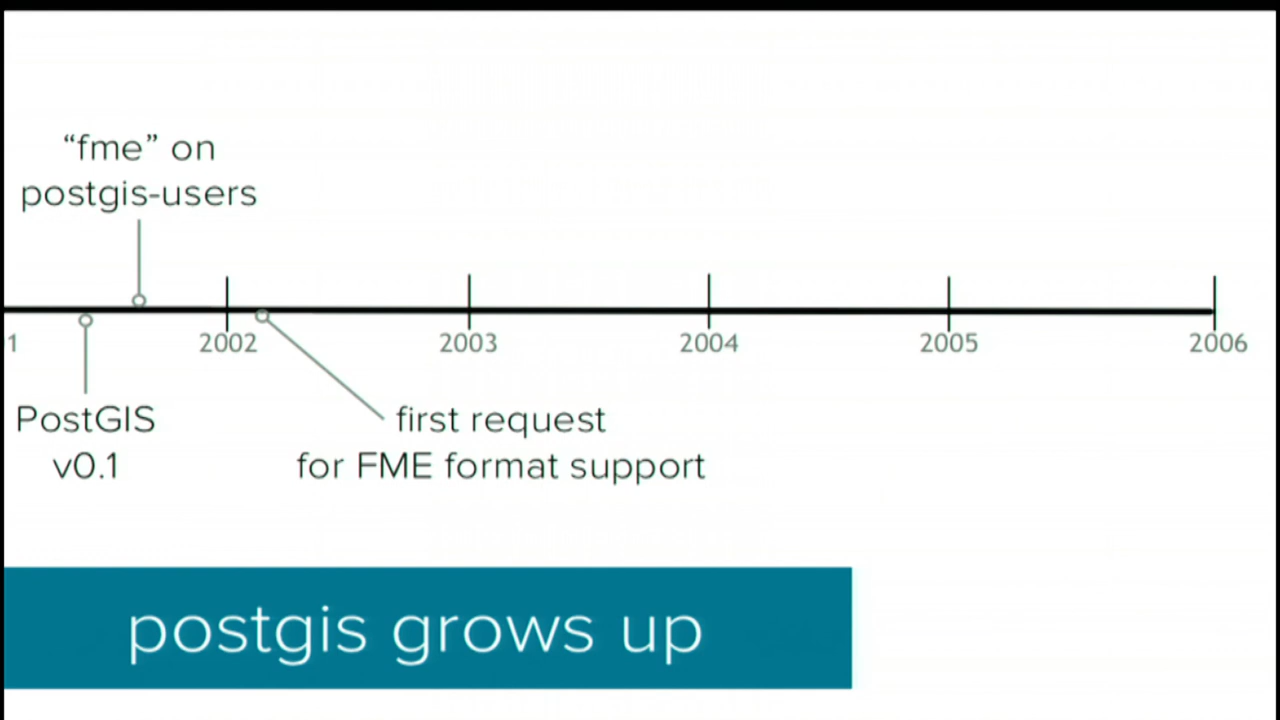 “fme” on
postgis-users
1
2002
2003
2004
2005
2006
PostGIS
v0.1
first request
for FME format support
postgis grows up